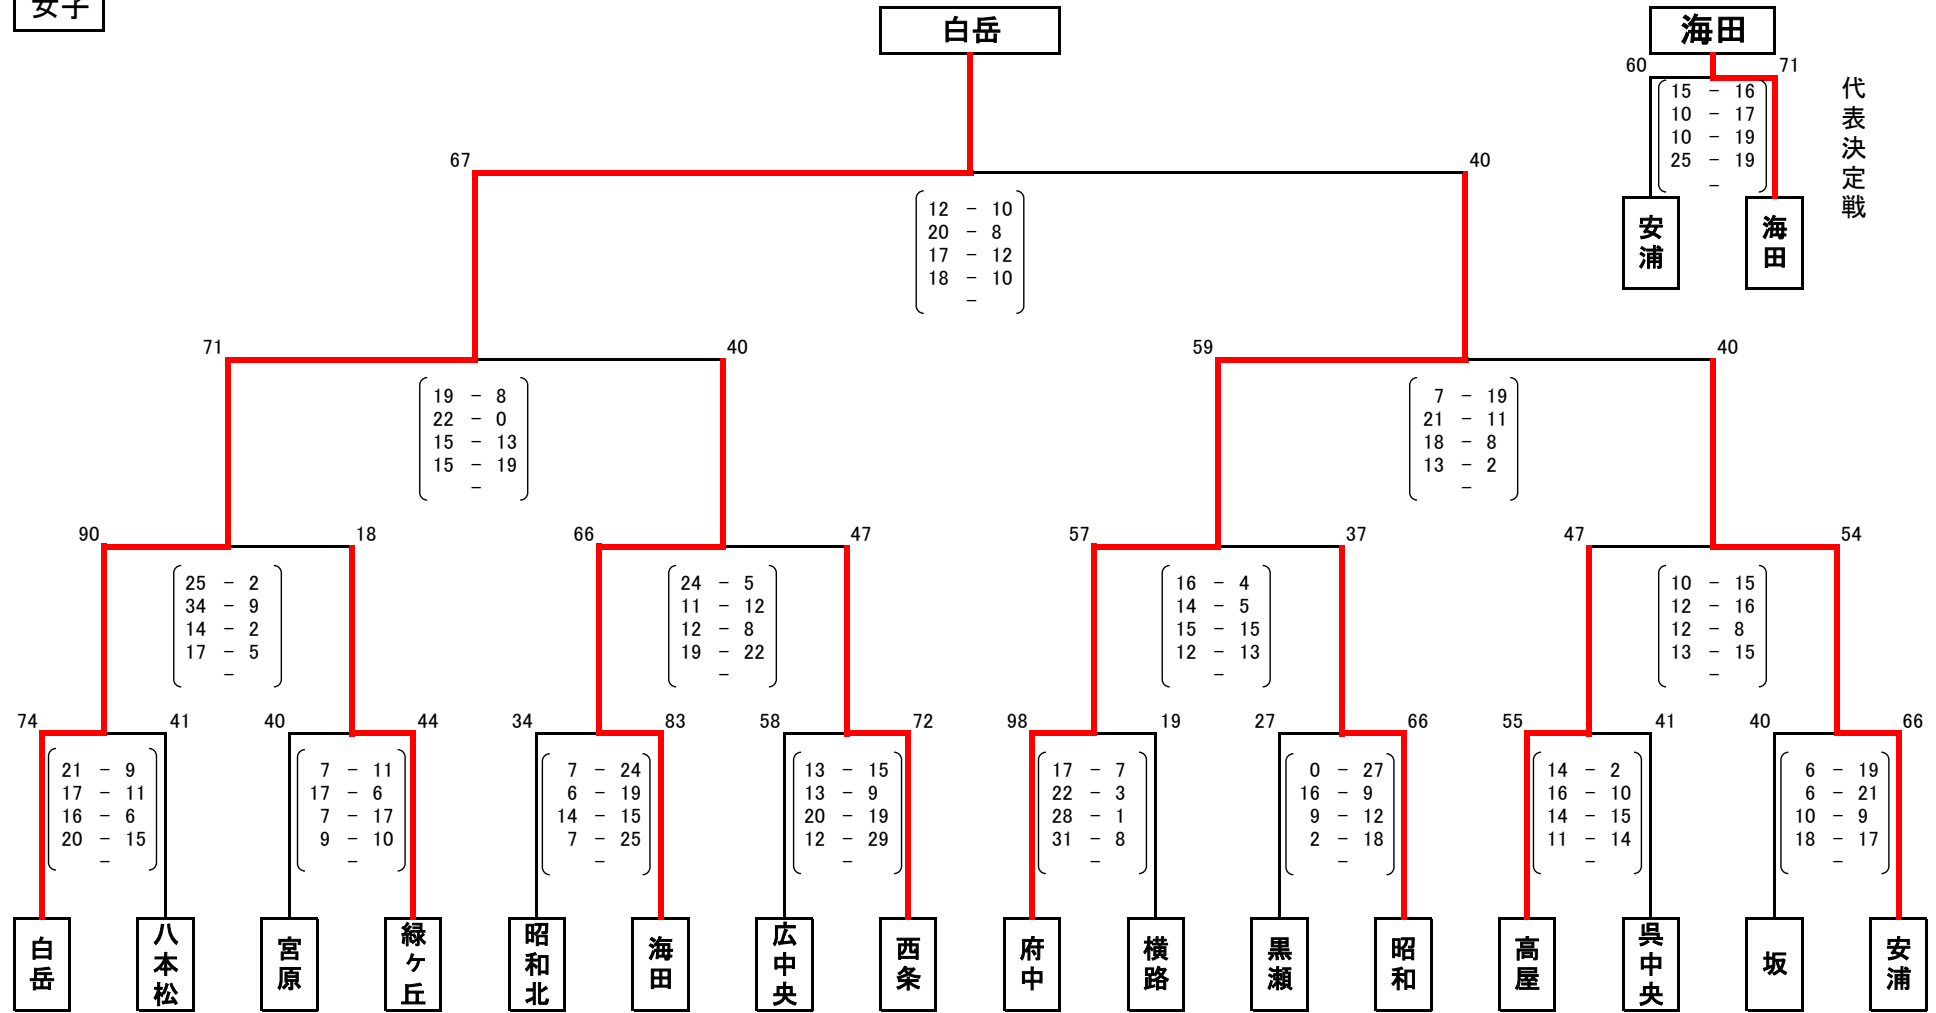 女子
白岳
海田
60 71
15 - 16
10 - 17
10 - 19
25 - 19
-
安浦 海田
代表決定戦
67 40
12 - 10
20 - 8
17 - 12
18 - 10
-
71 40 59 40
19 - 8
22 - 0
15 - 13
15 - 19
-
7 - 19
21 - 11
18 - 8
13 - 2
-
90 18 66 47 57 37 47 54
25 - 2
34 - 9
14 - 2
17 - 5
-
24 - 5
11 - 12
12 - 8
19 - 22
-
16 - 4
14 - 5
15 - 15
12 - 13
-
10 - 15
12 - 16
12 - 8
13 - 15
-
74 41 40 44 34 83 58 72 98 19 27 66 55 41 40 66
21 - 9
17 - 11
16 - 6
20 - 15
-
7 - 11
17 - 6
7 - 17
9 - 10
-
7 - 24
6 - 19
14 - 15
7 - 25
-
13 - 15
13 - 9
20 - 19
12 - 29
-
17 - 7
22 - 3
28 - 1
31 - 8
-
0 - 27
16 - 9
9 - 12
2 - 18
-
14 - 2
16 - 10
14 - 15
11 - 14
-
6 - 19
6 - 21
10 - 9
18 - 17
-
白岳
八本松
宮原
緑ヶ丘
昭和北
海田
広中央
西条
府中
横路
黒瀬
昭和
高屋
呉中央
坂
安浦